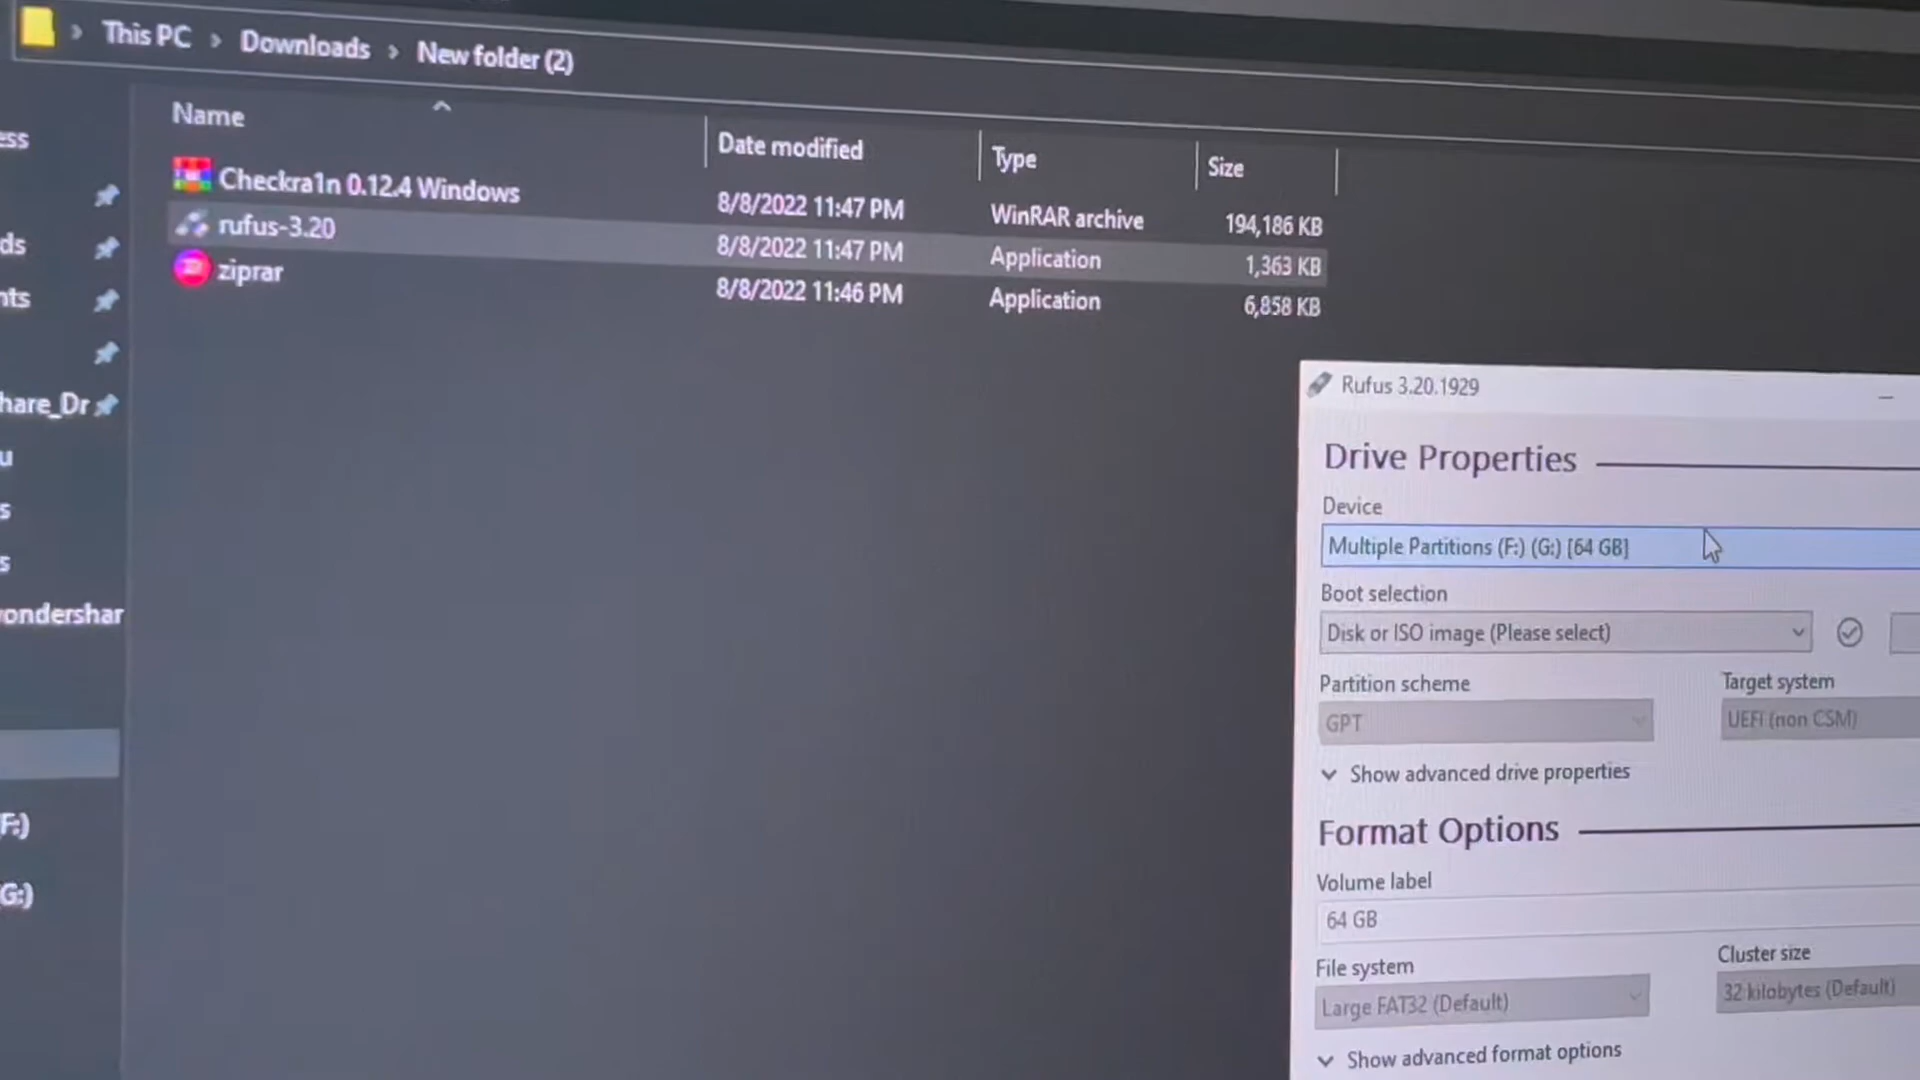 This PC > Downloads > New folder (2)
Name
Date modified
Type
Size
Checkra1n 0.12.4 Windows
8/8/2022 11:47 PM
WinRAR archive
194,186 KB
rufus-3.20
8/8/2022 11:47 PM
Application
1,363 KB
ziprar
8/8/2022 11:46 PM
Application
6,858 KB
ess
ds
nts
hare_Dr
u
s
s
ondershar
F:)
G:)
Rufus 3.20.1929
Drive Properties
Device
Multiple Partitions (F:) (G:) [64 GB]
Boot selection
Disk or ISO image (Please select)
Partition scheme
Target system
GPT
UEFI (non CSM)
Show advanced drive properties
Format Options
Volume label
64 GB
File system
Cluster size
Large FAT32 (Default)
32 kilobytes (Default)
Show advanced format options